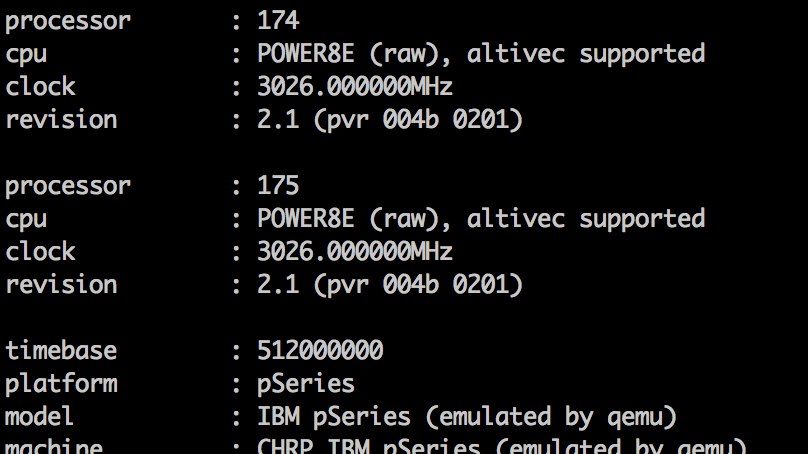 processor : 174
cpu : POWER8E (raw), altivec supported
clock : 3026.000000MHz
revision : 2.1 (pvr 004b 0201)
processor : 175
cpu : POWER8E (raw), altivec supported
clock : 3026.000000MHz
revision : 2.1 (pvr 004b 0201)
timebase : 512000000
platform : pSeries
model : IBM pSeries (emulated by qemu)
machine : CHRP IBM pSeries (emulated by qemu)